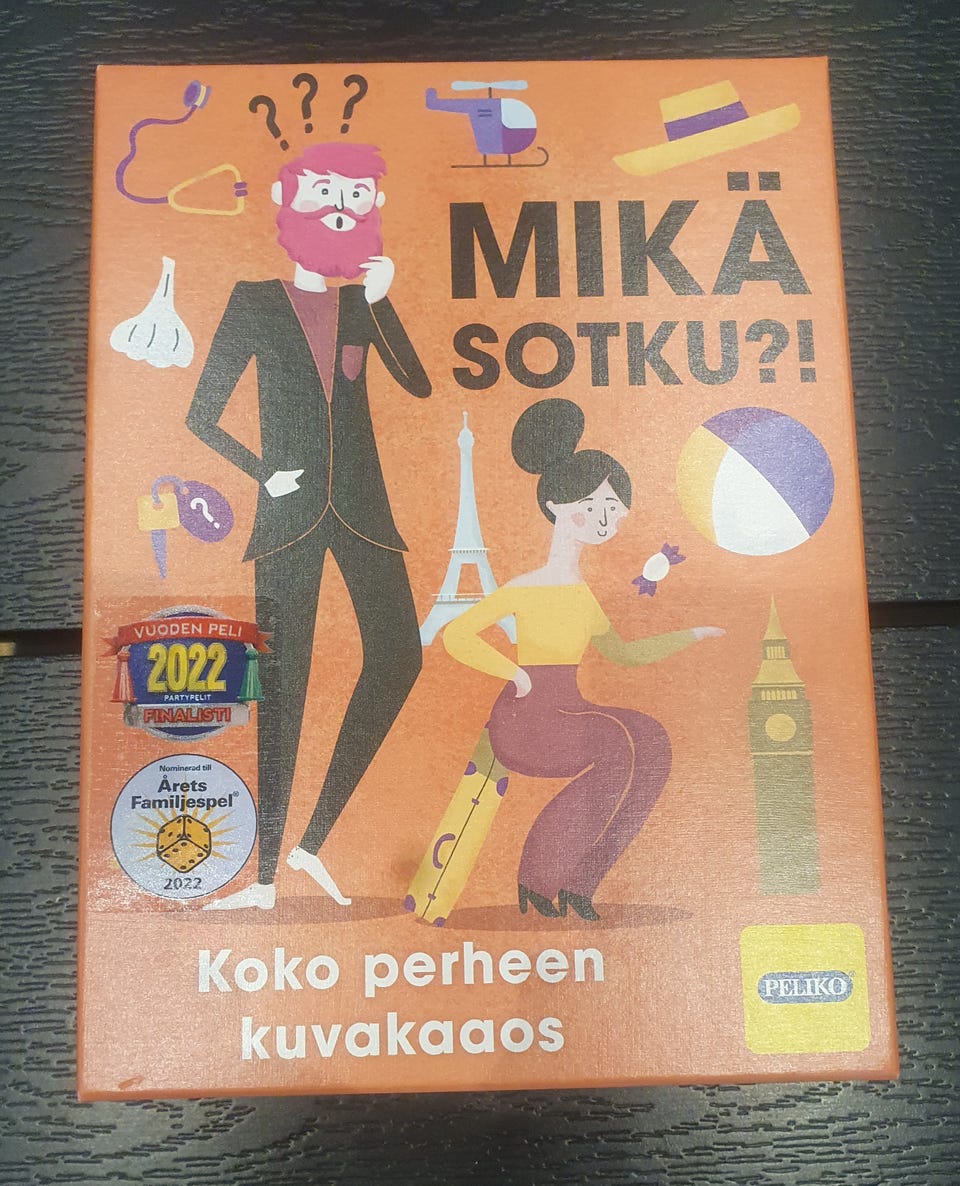 ???
MIKÄ
SOTKU?!
?
VUODEN PELI
2022
PARTYPELIT
FINALISTI
Nominerad till
Årets
Familjespel®
2022
Koko perheen
kuvakaaos
PELIKO